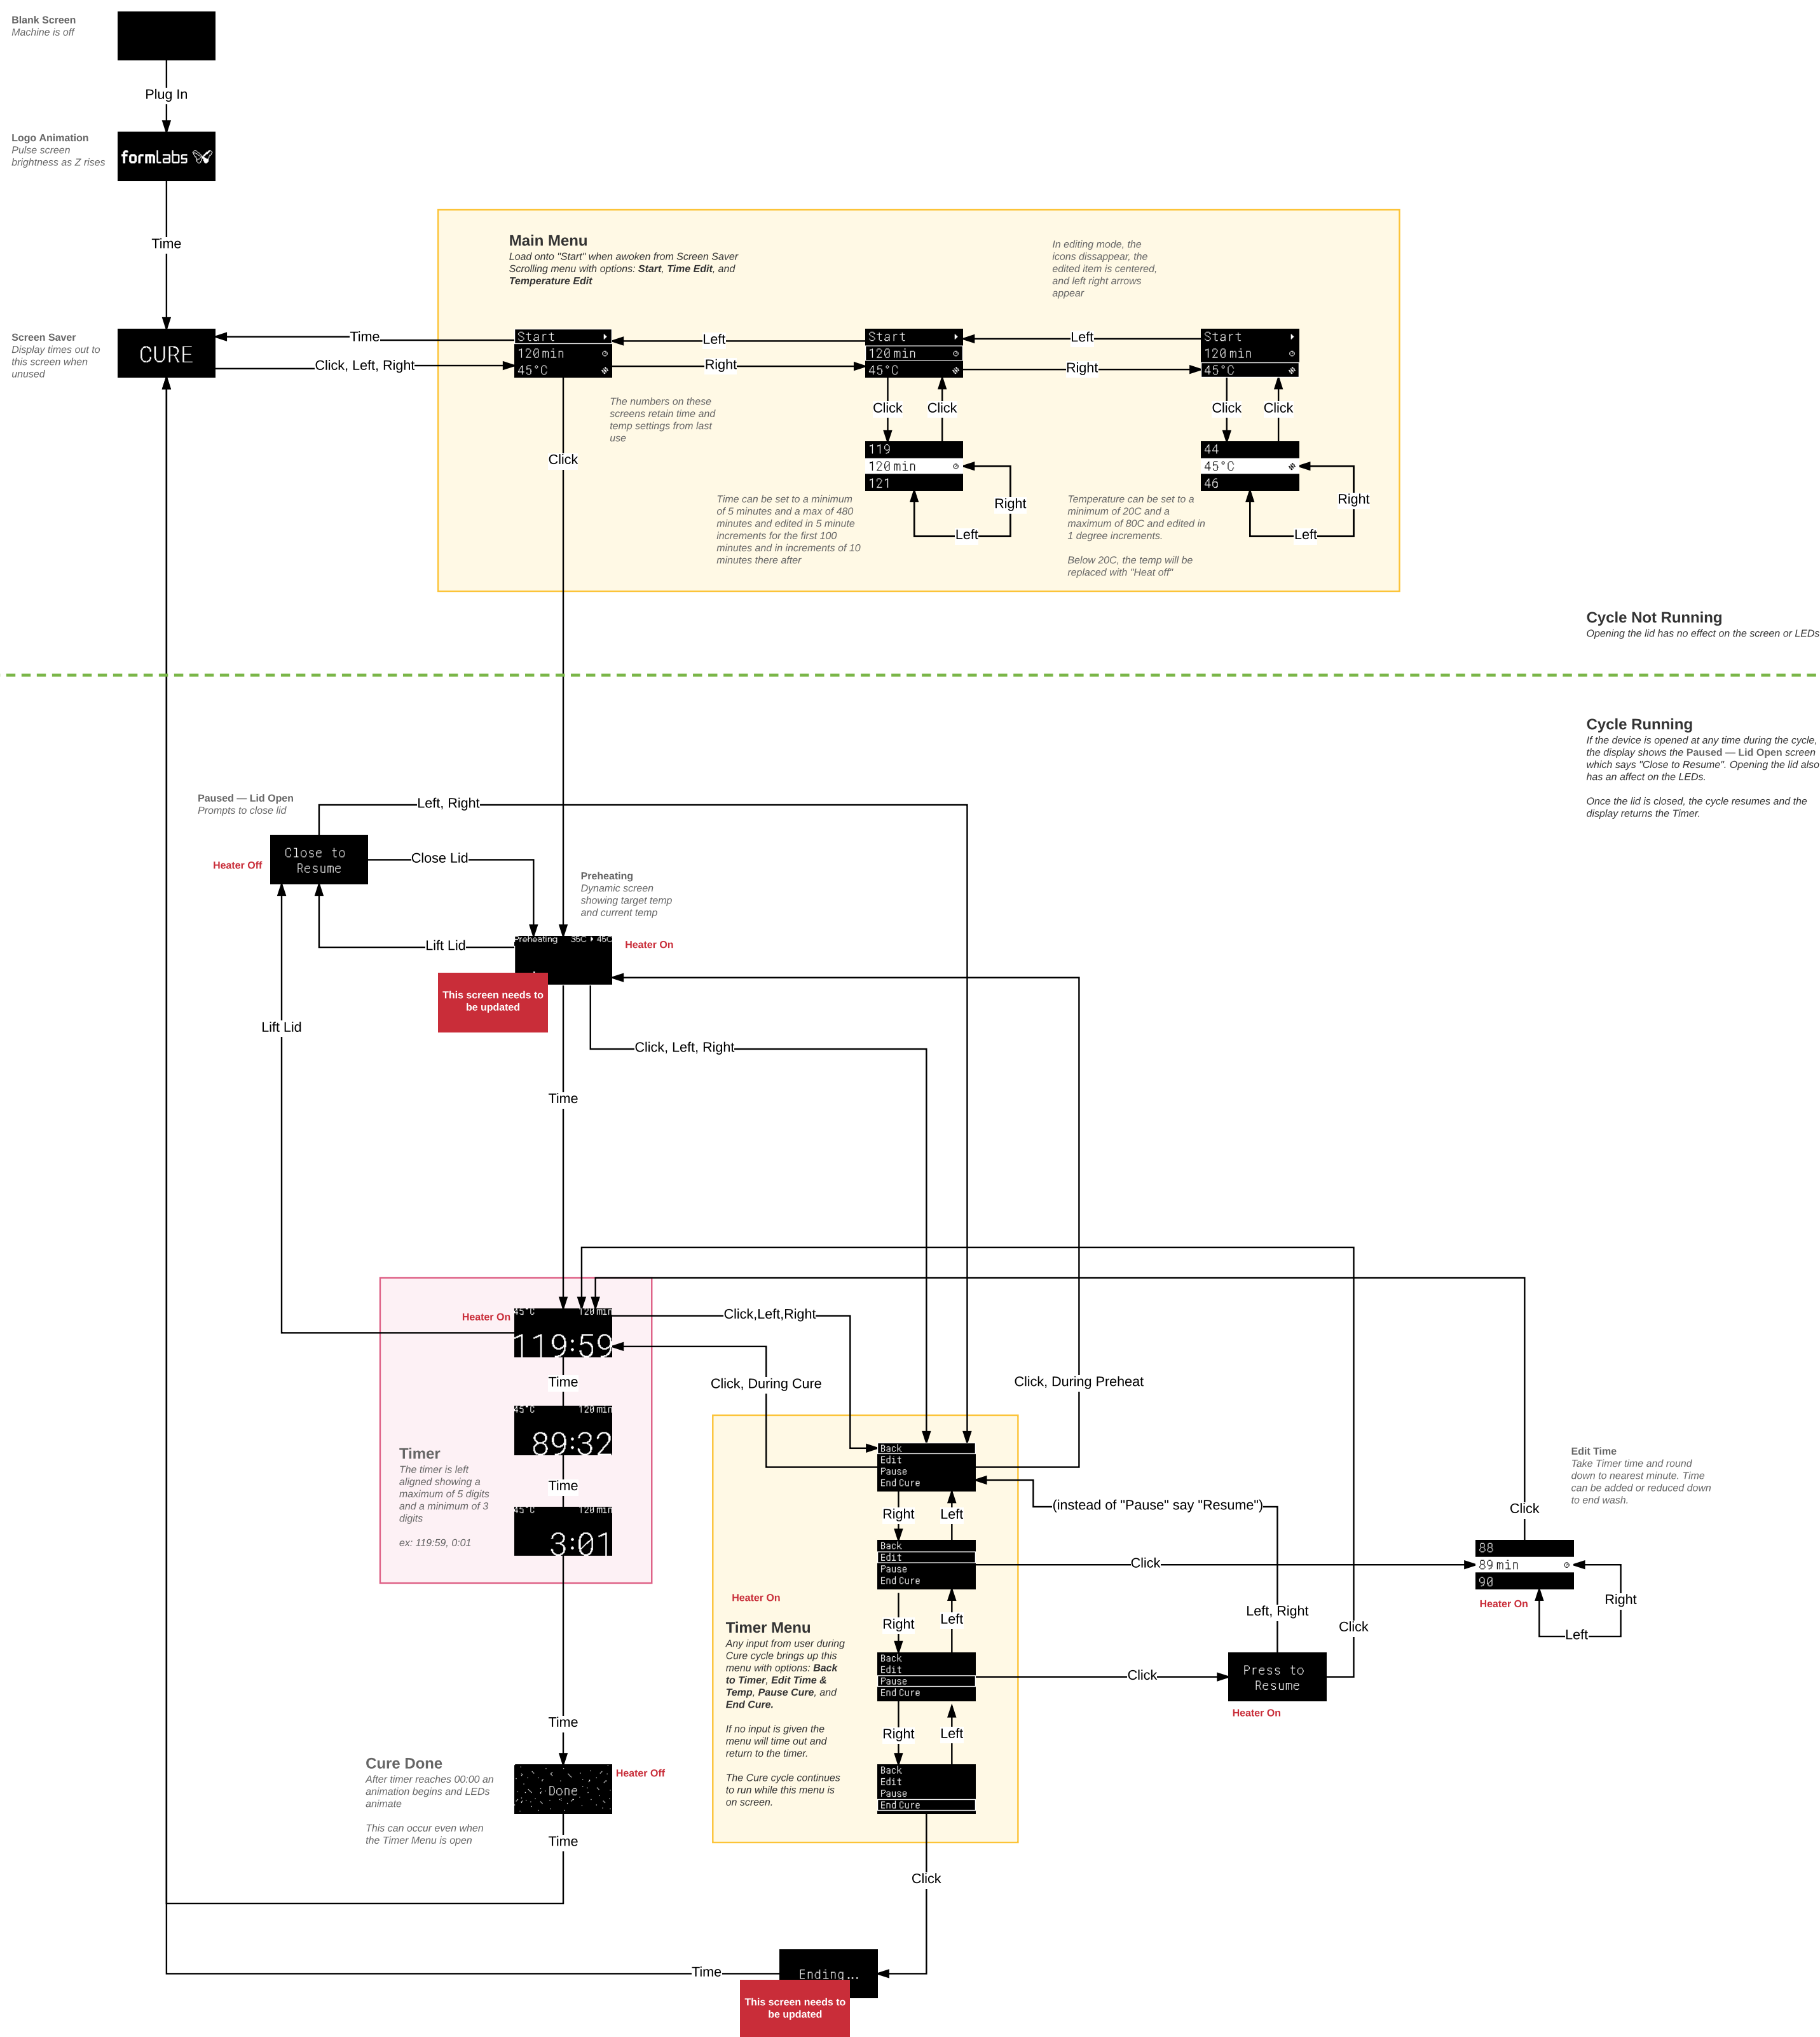 Blank Screen
Machine is off
Plug In
Logo Animation
Pulse screen
brightness as Z rises
formlabs
Time
Main Menu
Load onto "Start" when awoken from Screen Saver
Scrolling menu with options: Start, Time Edit, and
Temperature Edit
In editing mode, the
icons dissappear, the
edited item is centered,
and left right arrows
appear
Screen Saver
Display times out to
this screen when
unused
CURE
Time
Click, Left, Right
Start
120 min
45°C
Left
Right
Start
120 min
45°C
Left
Right
Start
120 min
45°C
The numbers on these
screens retain time and
temp settings from last
use
Click
Click
Click
Click
Click
119
120 min
121
Right
Left
44
45°C
46
Right
Left
Time can be set to a minimum
of 5 minutes and a max of 480
minutes and edited in 5 minute
increments for the first 100
minutes and in increments of 10
minutes there after
Temperature can be set to a
minimum of 20C and a
maximum of 80C and edited in
1 degree increments.
Below 20C, the temp will be
replaced with "Heat off"
Cycle Not Running
Opening the lid has no effect on the screen or LEDs
Cycle Running
If the device is opened at any time during the cycle,
the display shows the Paused — Lid Open screen
which says "Close to Resume". Opening the lid also
has an affect on the LEDs.
Once the lid is closed, the cycle resumes and the
display returns the Timer.
Paused — Lid Open
Prompts to close lid
Left, Right
Heater Off
Close to
Resume
Close Lid
Preheating
Dynamic screen
showing target temp
and current temp
Lift Lid
Preheating 35C 45C
Heater On
This screen needs to
be updated
Lift Lid
Click, Left, Right
Time
Heater On
45°C 120 min
119:59
Click,Left,Right
Time
Click, During Cure
Click, During Preheat
45°C 120 min
89:32
Timer
The timer is left
aligned showing a
maximum of 5 digits
and a minimum of 3
digits
ex: 119:59, 0:01
Time
45°C 120 min
3:01
Back
Edit
Pause
End Cure
Right
Left
(instead of "Pause" say "Resume")
Edit Time
Take Timer time and round
down to nearest minute. Time
can be added or reduced down
to end wash.
Click
Back
Edit
Pause
End Cure
Click
88
89 min
90
Heater On
Right
Left
Heater On
Timer Menu
Any input from user during
Cure cycle brings up this
menu with options: Back
to Timer, Edit Time &
Temp, Pause Cure, and
End Cure.
If no input is given the
menu will time out and
return to the timer.
The Cure cycle continues
to run while this menu is
on screen.
Right
Left
Left, Right
Click
Back
Edit
Pause
End Cure
Click
Press to
Resume
Heater On
Right
Left
Back
Edit
Pause
End Cure
Time
Cure Done
After timer reaches 00:00 an
animation begins and LEDs
animate
This can occur even when
the Timer Menu is open
Done
Heater Off
Time
Click
Time
Ending...
This screen needs to
be updated